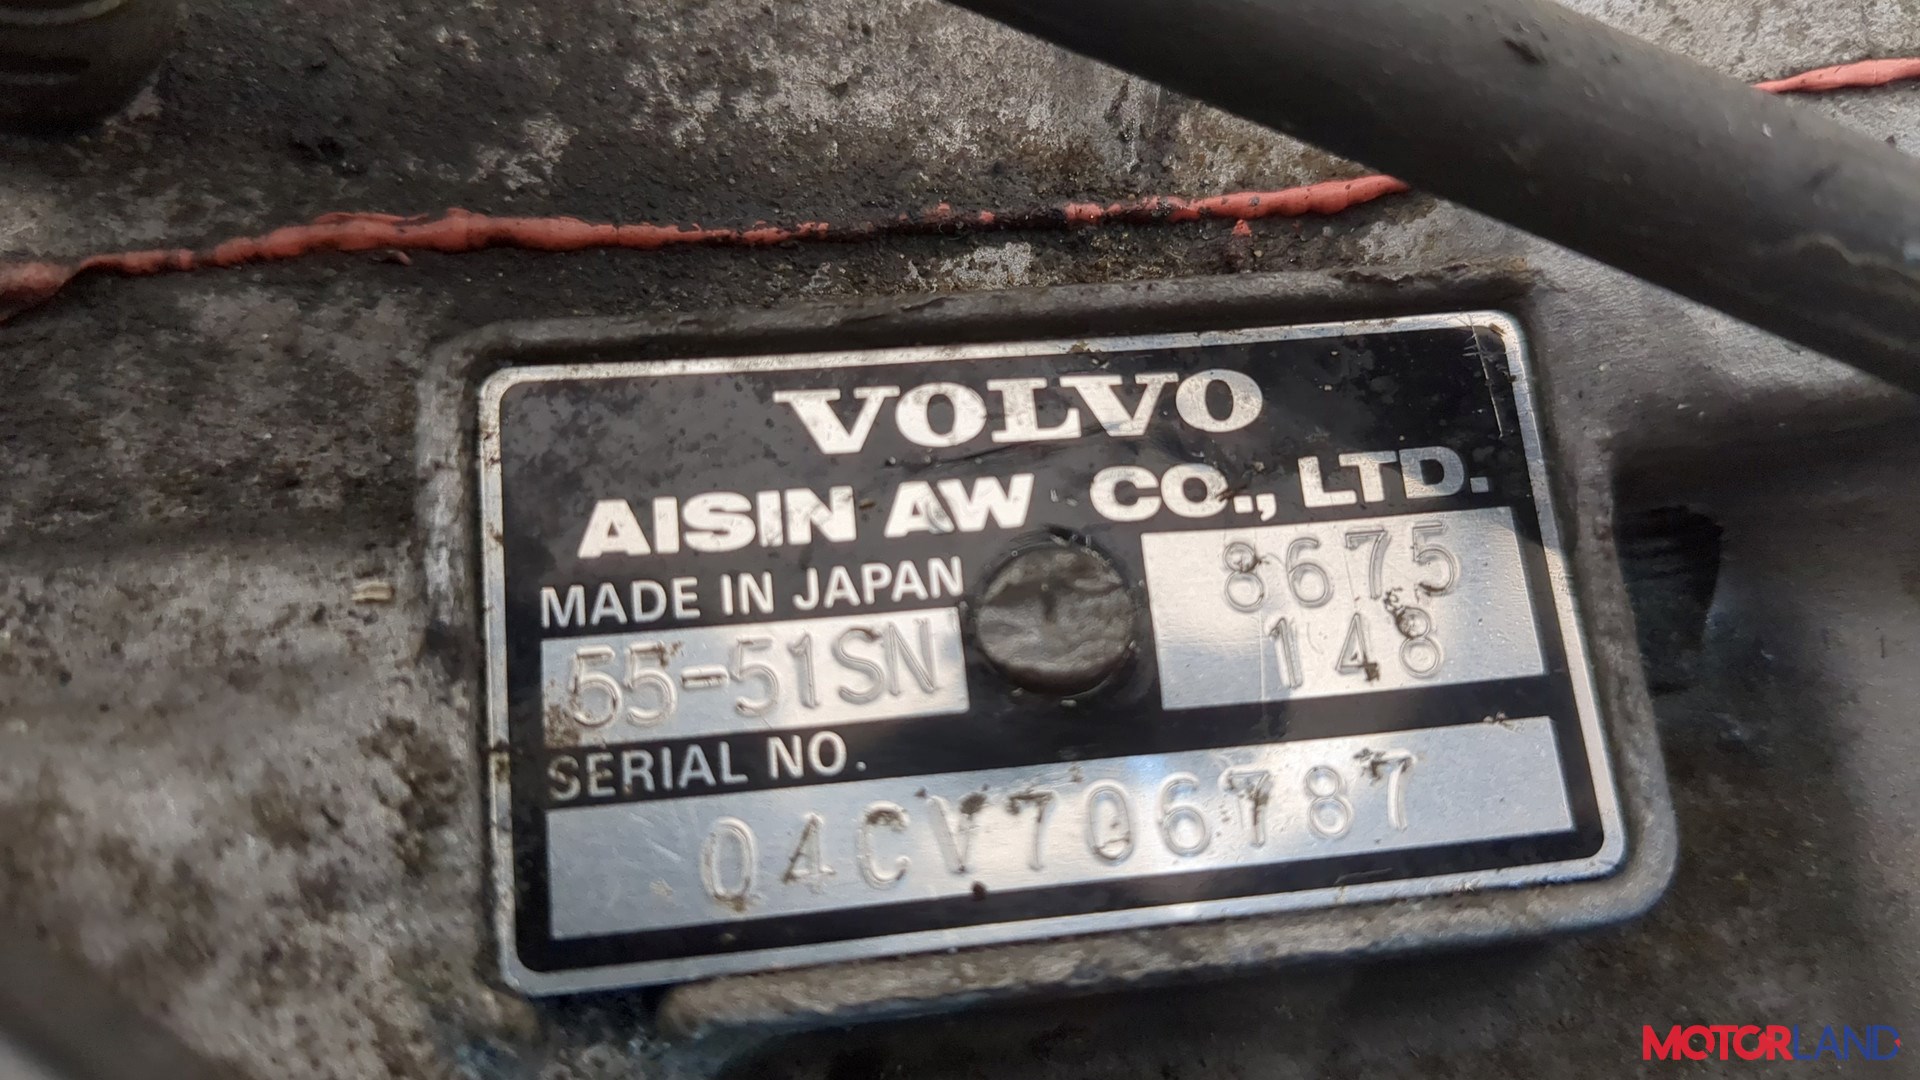 VOLVO
AISIN AW CO., LTD.
MADE IN JAPAN
8675
55-51SN
148
SERIAL NO.
04CV706787
MOTORLAND